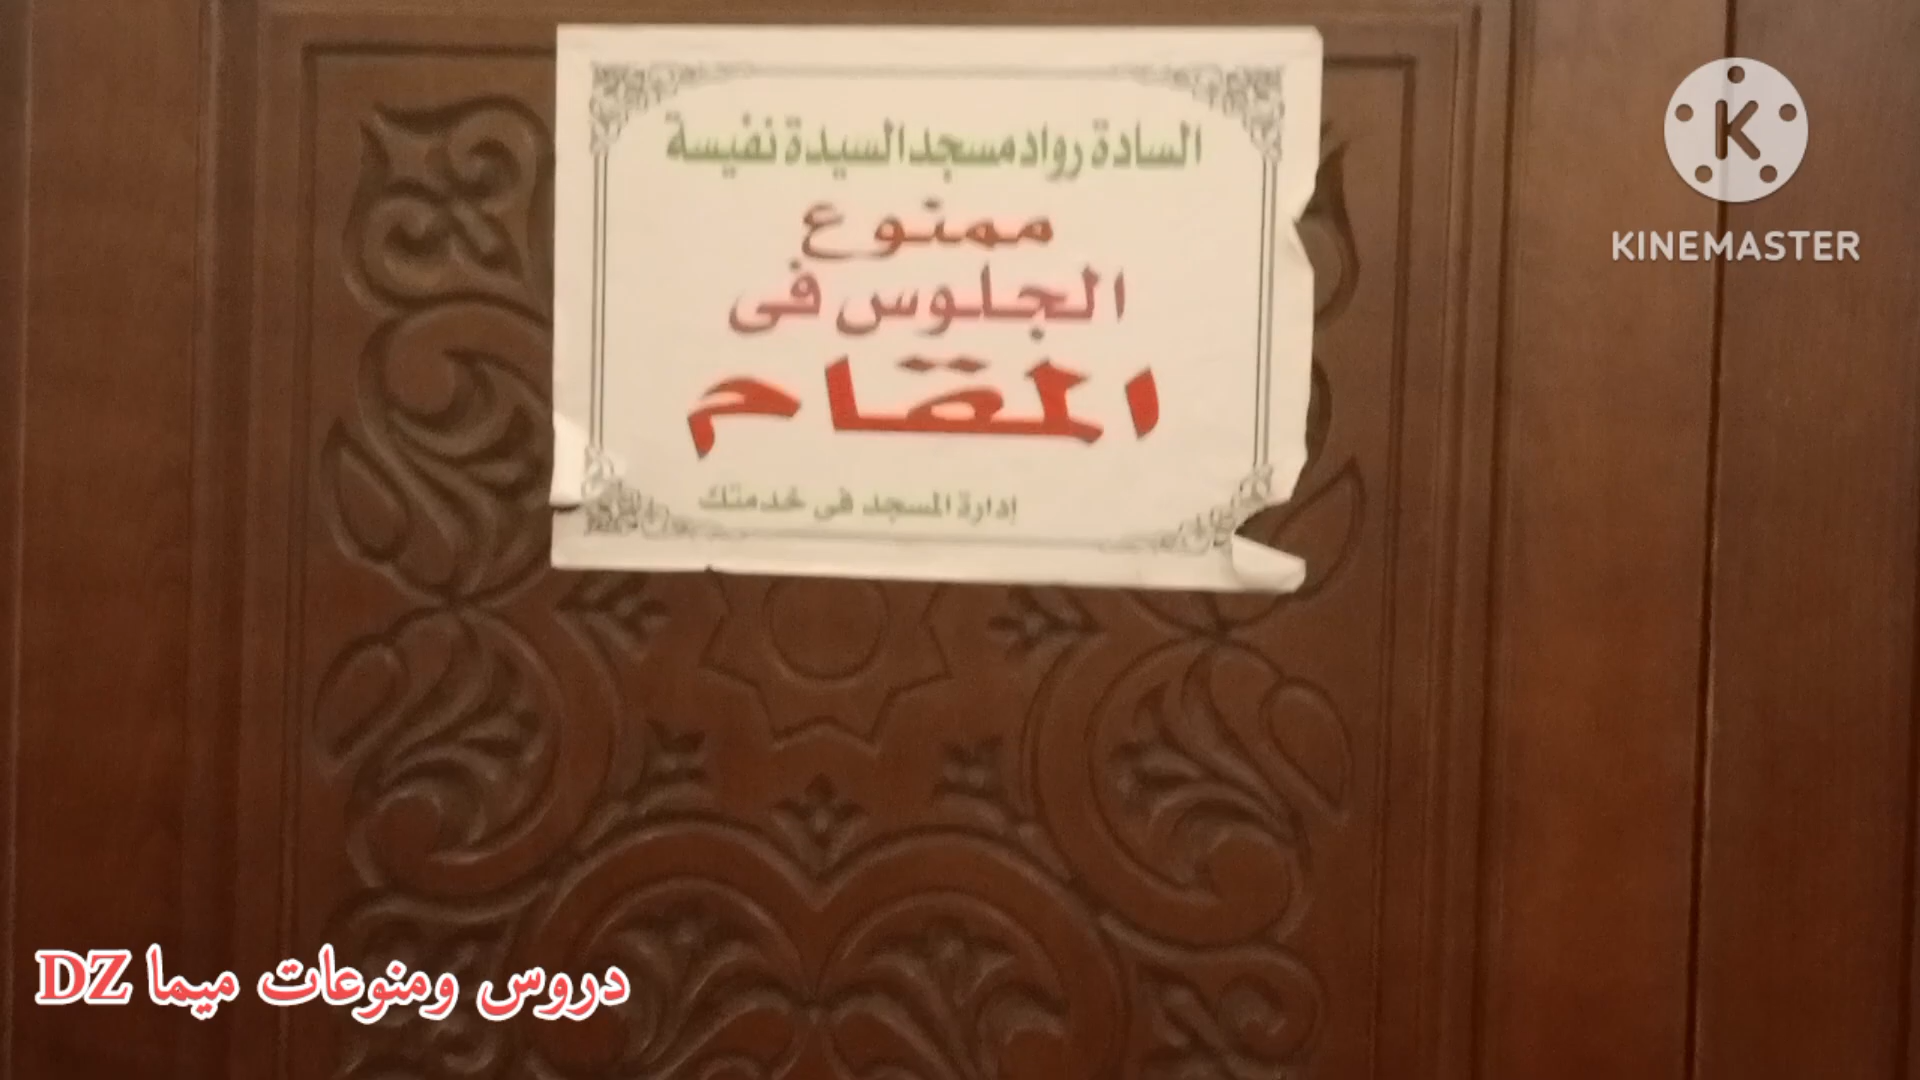 السادة رواد مسجد السيدة نفيسة
ممنوع
الجلوس فى
المقام
إدارة المسجد فى خدمتك
KINEMASTER
دروس ومنوعات ميما DZ